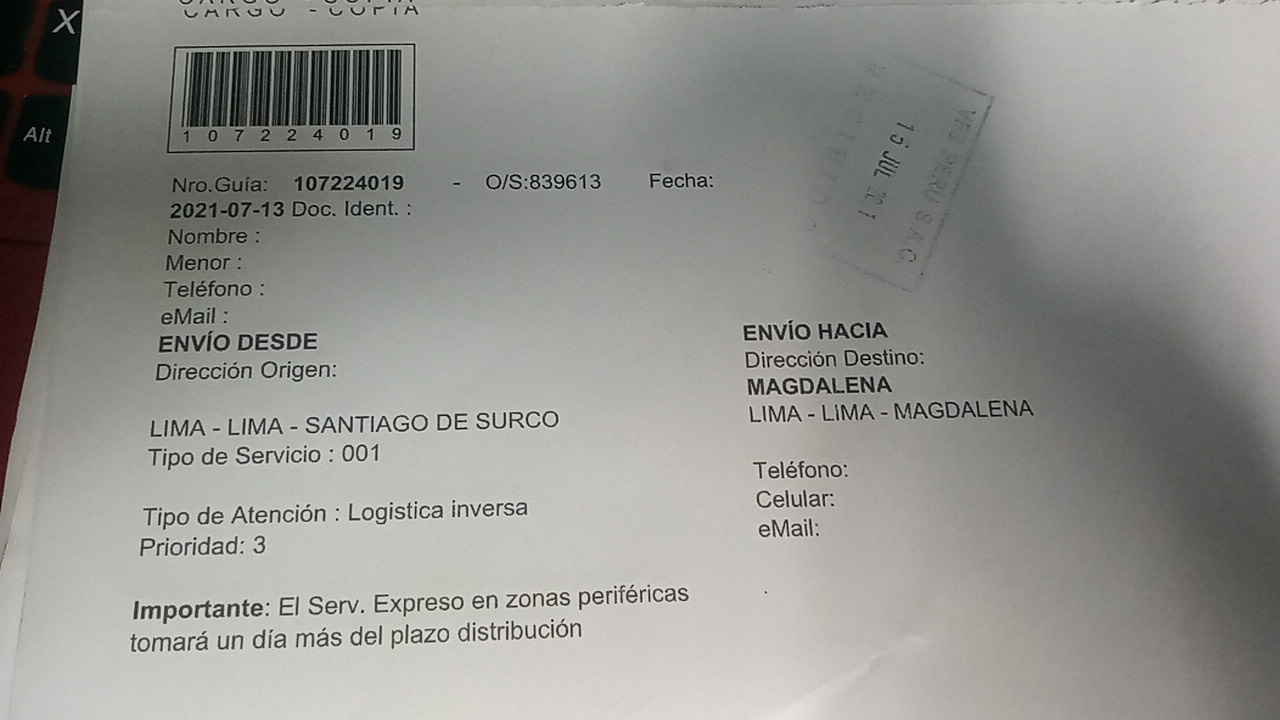 CARGO - COPIA
107224019
Nro.Guía: 107224019 - O/S:839613 Fecha:
2021-07-13 Doc. Ident. :
Nombre :
Menor :
Teléfono :
eMail :
ENVÍO DESDE
Dirección Origen:
LIMA - LIMA - SANTIAGO DE SURCO
Tipo de Servicio : 001
Tipo de Atención : Logistica inversa
Prioridad: 3
Importante: El Serv. Expreso en zonas periféricas
tomará un día más del plazo distribución
ENVÍO HACIA
Dirección Destino:
MAGDALENA
LIMA - LIMA - MAGDALENA
Teléfono:
Celular:
eMail:
PERU S.A.C.
15 JUL
X
Alt